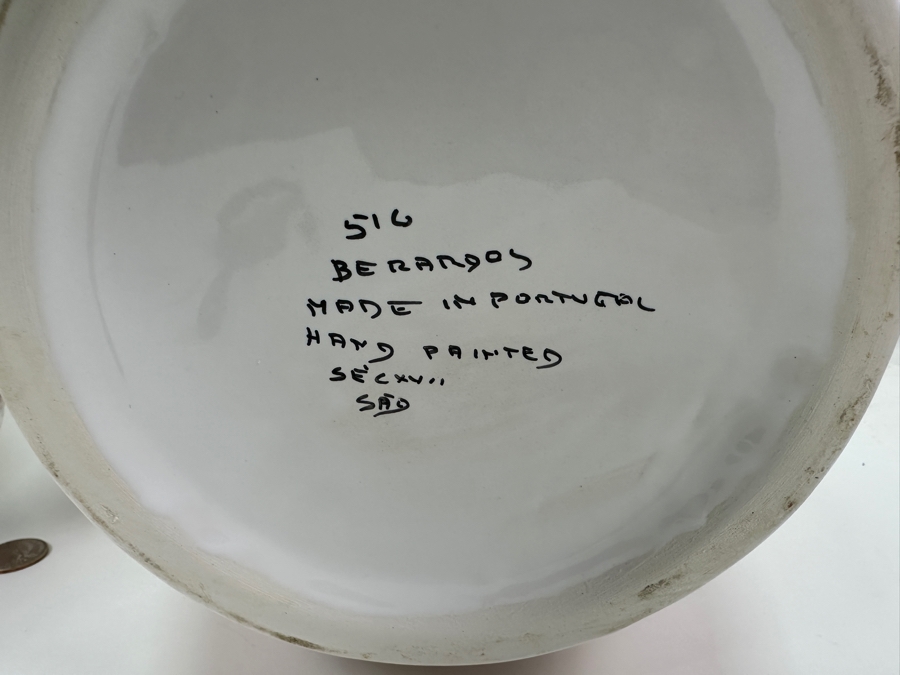 516
BERARDOS
MADE IN PORTUGAL
HAND PAINTED
SÉC XVII
SÃO